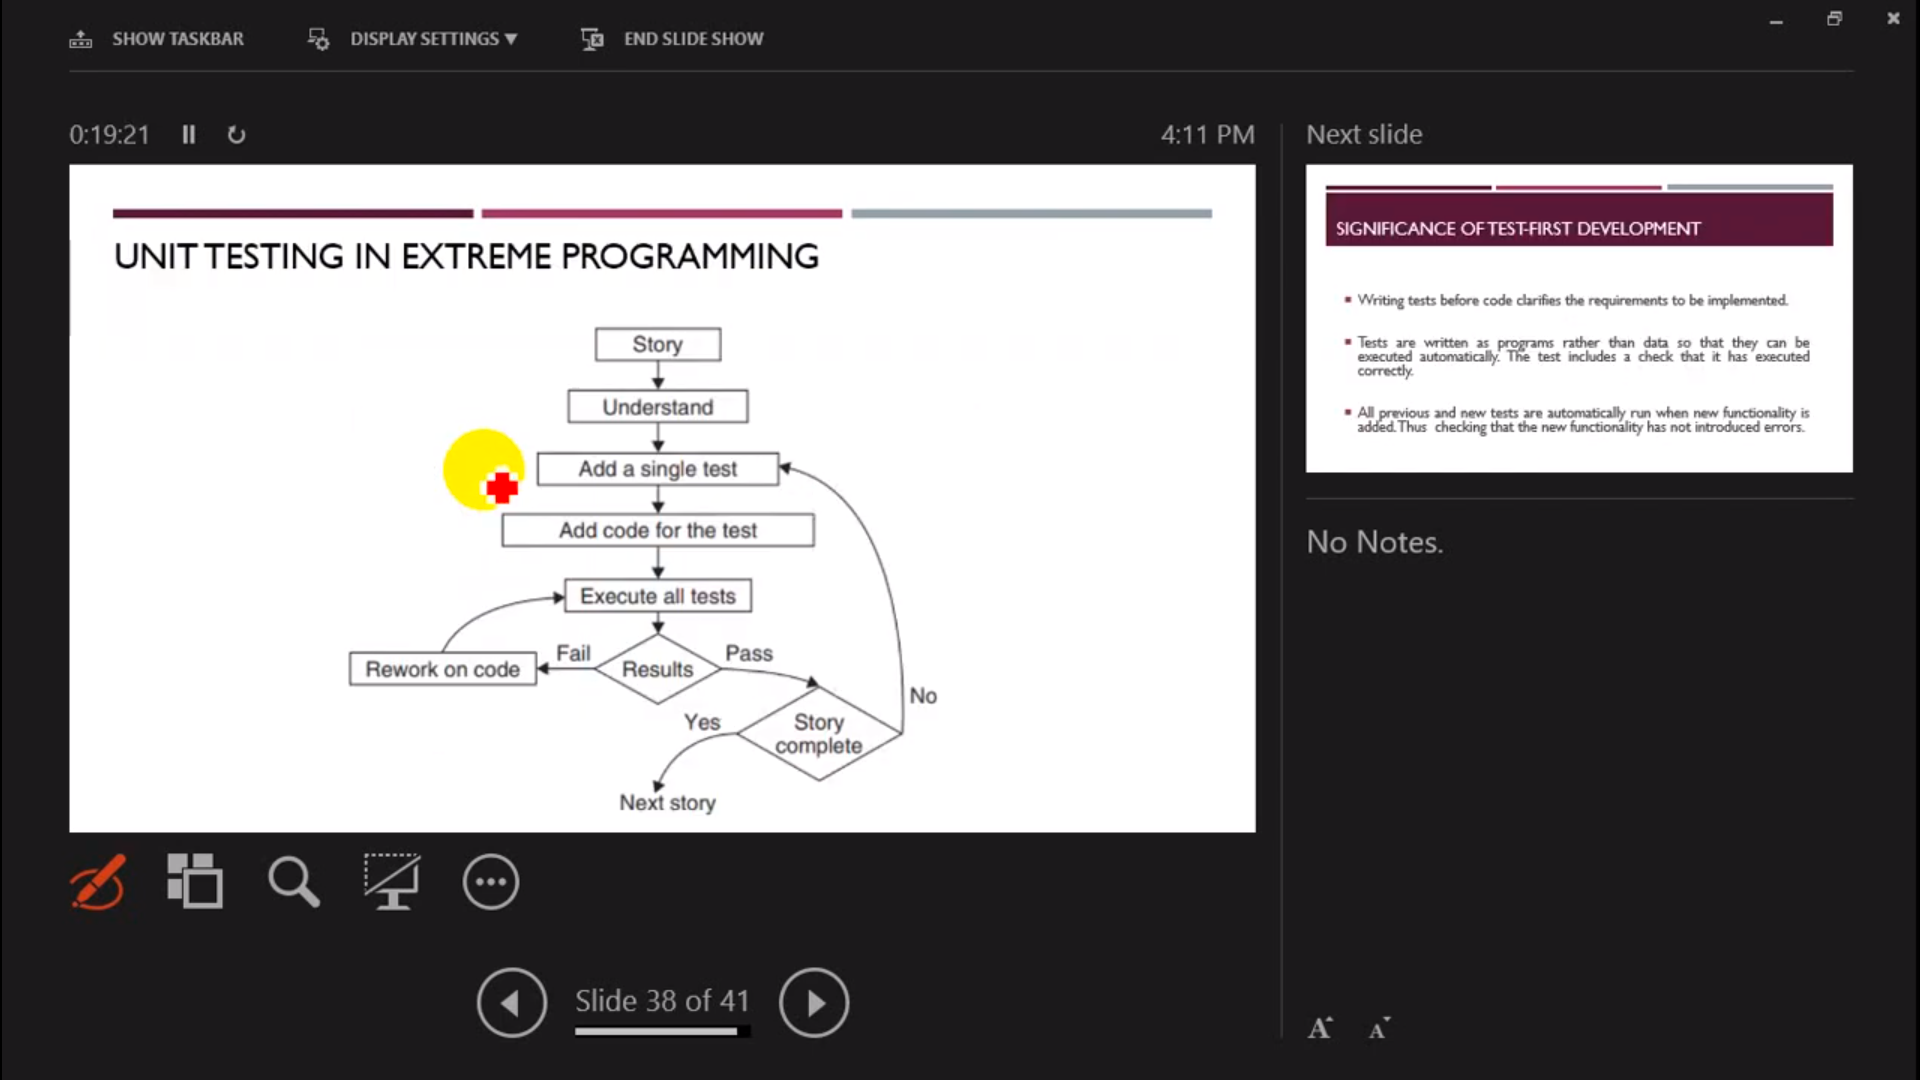 SHOW TASKBAR
DISPLAY SETTINGS ▼
END SLIDE SHOW
0:19:21
4:11 PM
UNIT TESTING IN EXTREME PROGRAMMING
Story
Understand
Add a single test
Add code for the test
Execute all tests
Fail
Results
Pass
Rework on code
No
Yes
Story
complete
Next story
Slide 38 of 41
Next slide
SIGNIFICANCE OF TEST-FIRST DEVELOPMENT
▪ Writing tests before code clarifies the requirements to be implemented.
▪ Tests are written as programs rather than data so that they can be
executed automatically. The test includes a check that it has executed
correctly.
▪ All previous and new tests are automatically run when new functionality is
added. Thus checking that the new functionality has not introduced errors.
No Notes.
A A